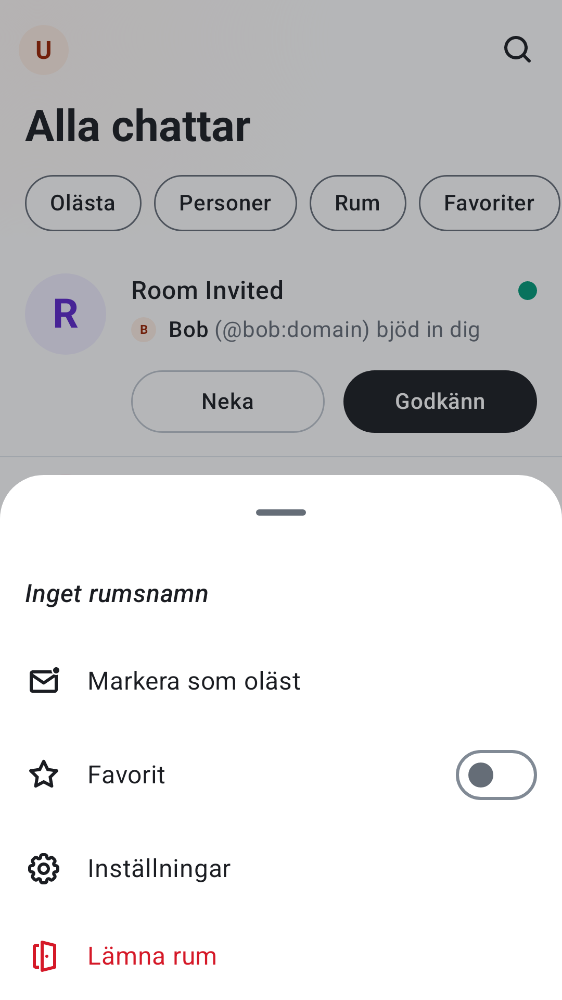 U
Alla chattar
Olästa Personer Rum Favoriter
R
Room Invited
B Bob (@bob:domain) bjöd in dig
Neka Godkänn
Inget rumsnamn
Markera som oläst
Favorit
Inställningar
Lämna rum